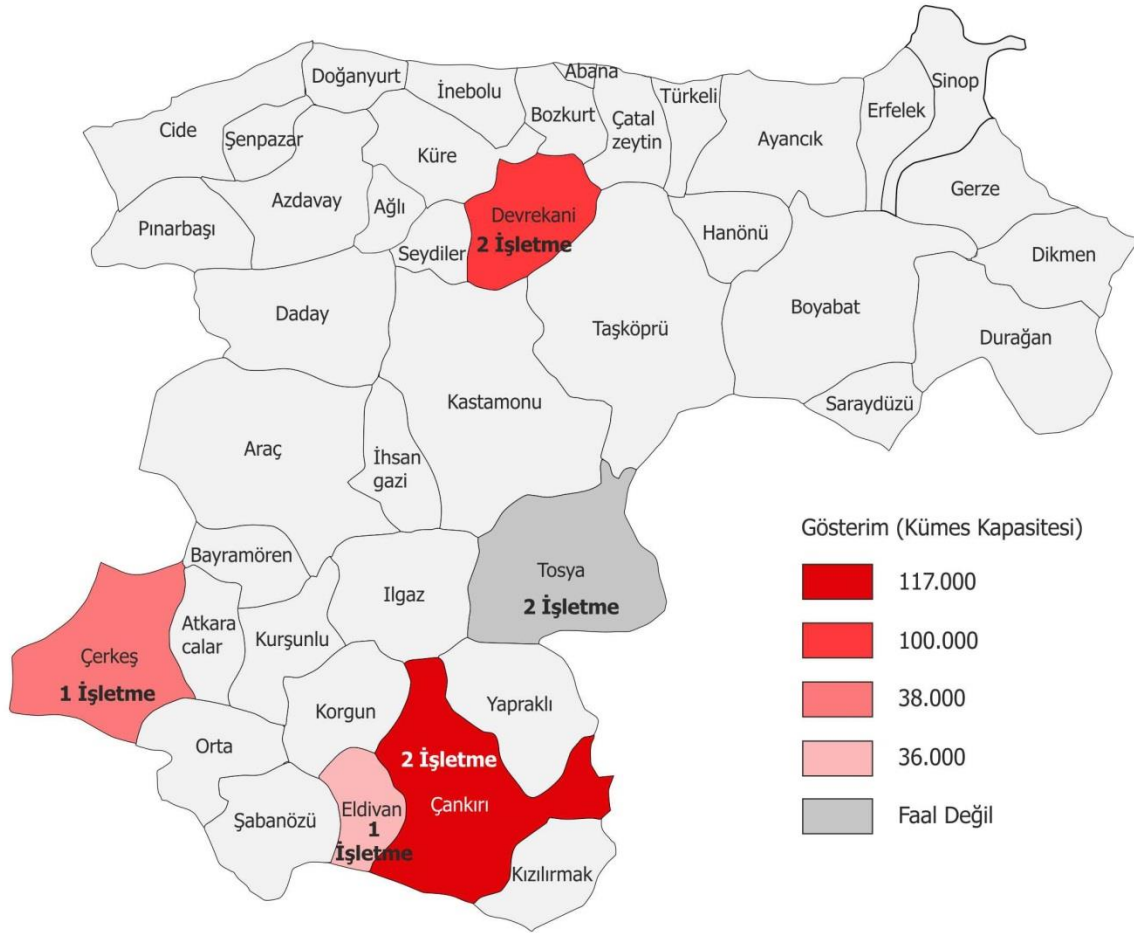 Abana
Doğanyurt
İnebolu
Türkeli
Sinop
Bozkurt
Çatal
zeytin
Erfelek
Cide
Şenpazar
Küre
Ayancık
Gerze
Azdavay
Ağlı
Devrekani
2 İşletme
Hanönü
Pınarbaşı
Seydiler
Dikmen
Daday
Taşköprü
Boyabat
Durağan
Kastamonu
Saraydüzü
Araç
İhsan
gazi
Gösterim (Kümes Kapasitesi)
117.000
100.000
38.000
36.000
Faal Değil
Bayramören
Tosya
2 İşletme
Ilgaz
Atkara
calar
Kurşunlu
Çerkeş
1 İşletme
Korgun
Yapraklı
Orta
2 İşletme
Çankırı
Eldivan
1
İşletme
Şabanözü
Kızılırmak